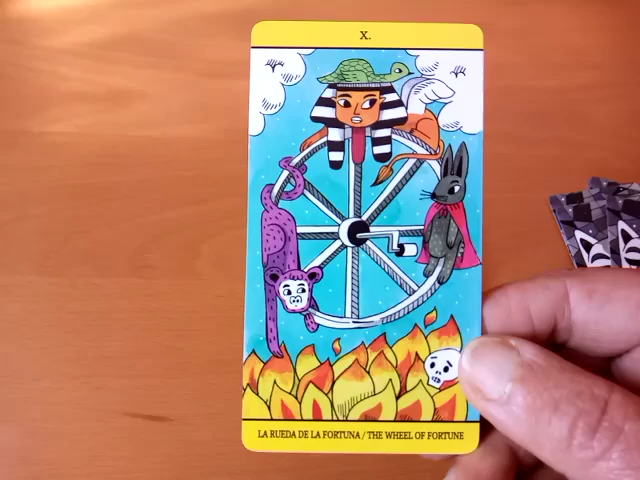 X.
LA RUEDA DE LA FORTUNA / THE WHEEL OF FORTUNE